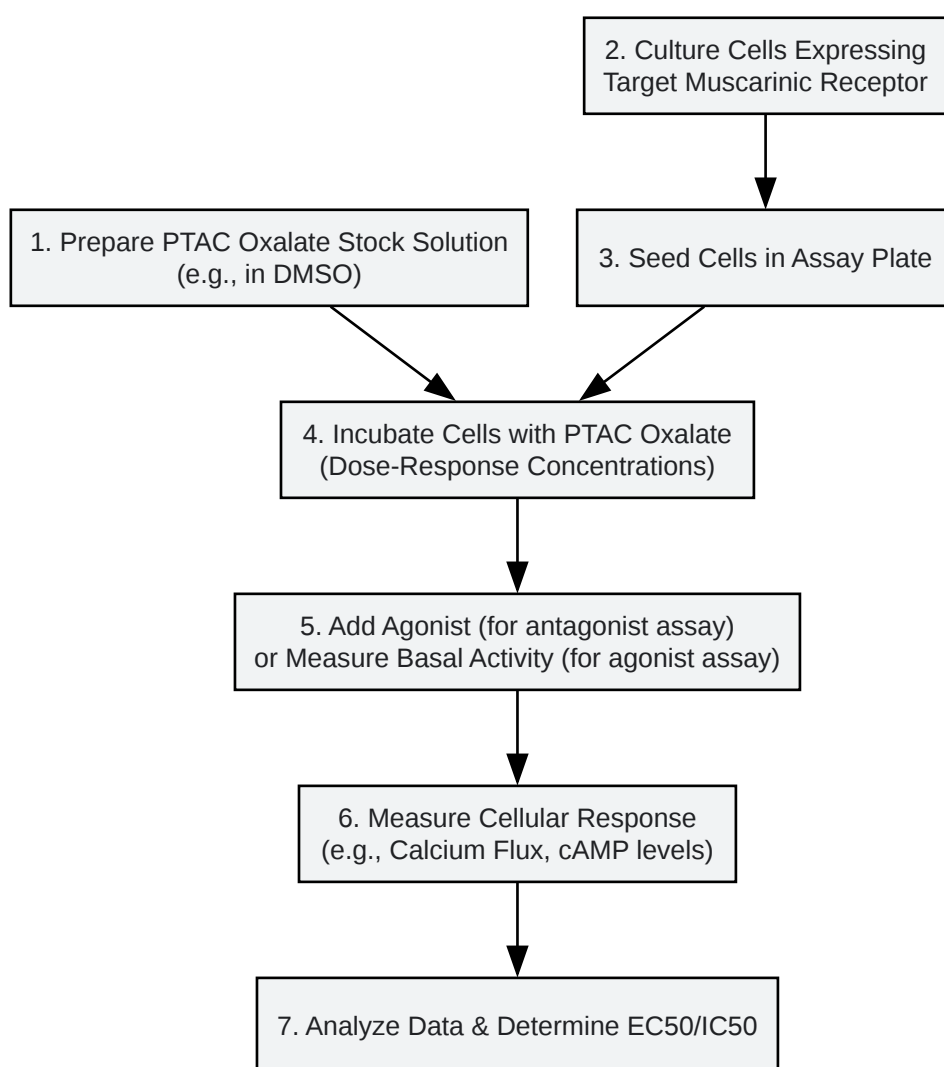 2. Culture Cells Expressing
Target Muscarinic Receptor
1. Prepare PTAC Oxalate Stock Solution
(e.g., in DMSO)
3. Seed Cells in Assay Plate
4. Incubate Cells with PTAC Oxalate
(Dose-Response Concentrations)
5. Add Agonist (for antagonist assay)
or Measure Basal Activity (for agonist assay)
6. Measure Cellular Response
(e.g., Calcium Flux, cAMP levels)
7. Analyze Data & Determine EC50/IC50